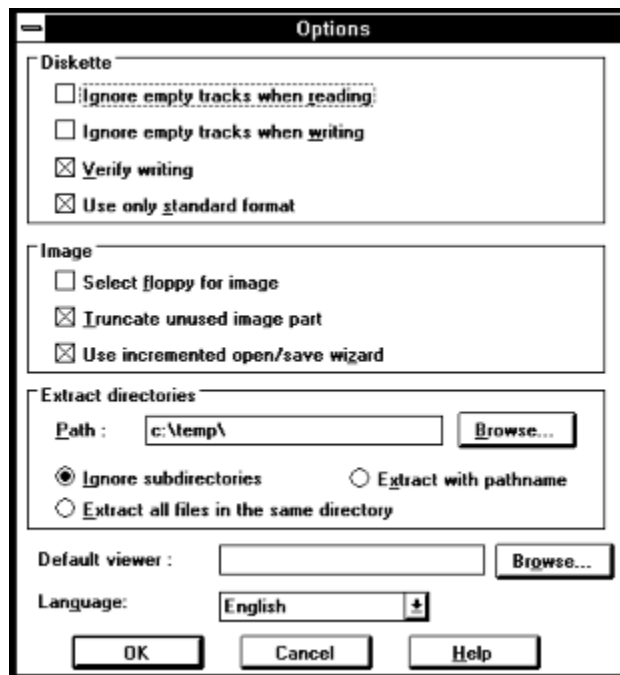 Options
Diskette
Ignore empty tracks when reading
Ignore empty tracks when writing
Verify writing
Use only standard format
Image
Select floppy for image
Truncate unused image part
Use incremented open/save wizard
Extract directories
Path : c:\temp\ Browse...
Ignore subdirectories Extract with pathname
Extract all files in the same directory
Default viewer : Browse...
Language: English
OK Cancel Help